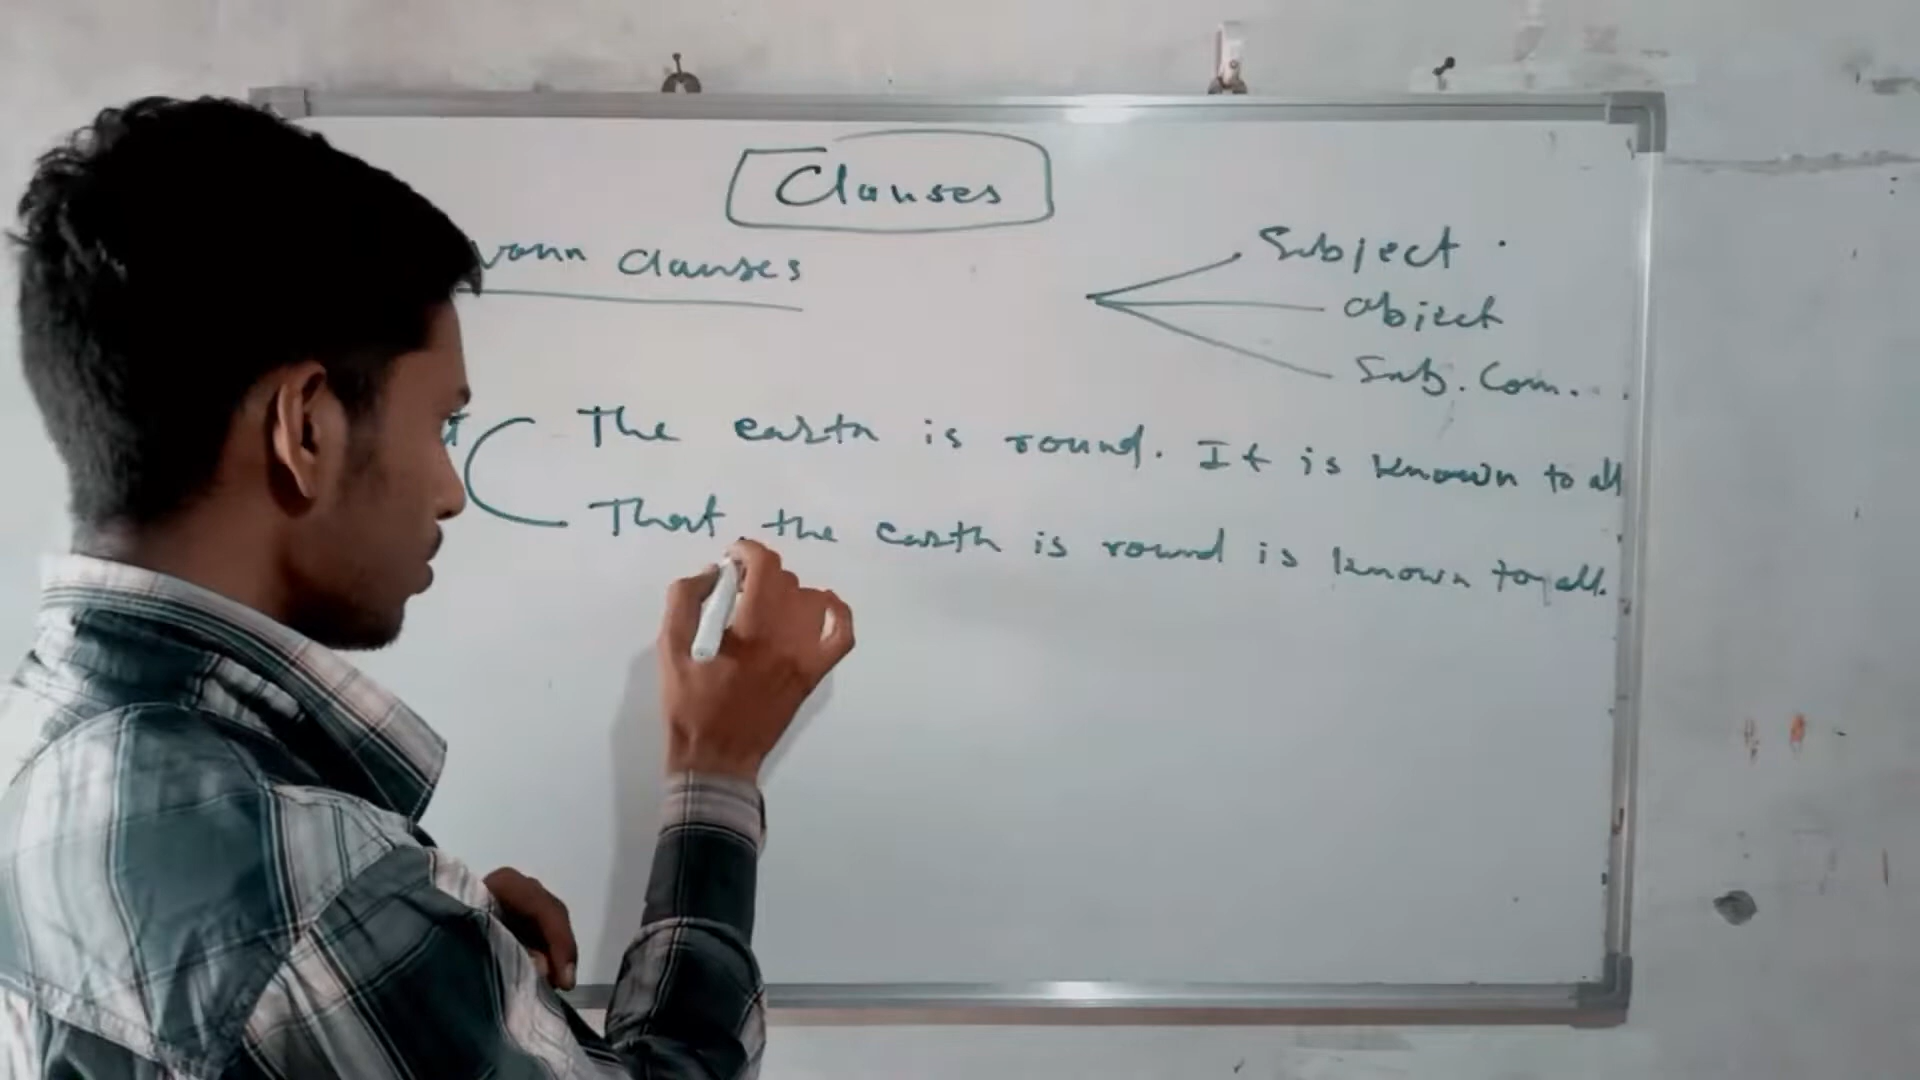 Clauses
clauses
Subject
object
Sub. Com.
The earth is round. It is known to all
That the earth is round is known to all.